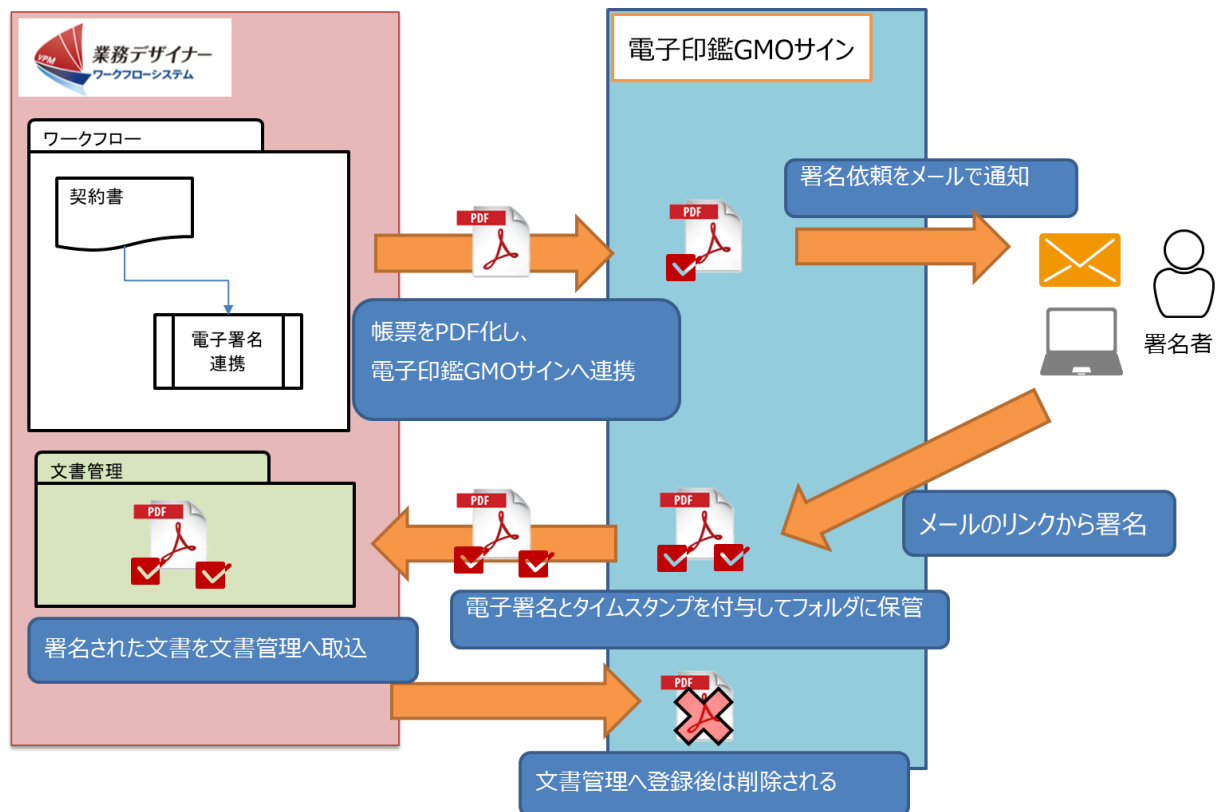 VPM
業務デザイナー
ワークフローシステム
電子印鑑GMOサイン
ワークフロー
契約書
電子署名
連携
PDF
帳票をPDF化し、
電子印鑑GMOサインへ連携
PDF
署名依頼をメールで通知
署名者
メールのリンクから署名
PDF
電子署名とタイムスタンプを付与してフォルダに保管
PDF
文書管理
PDF
署名された文書を文書管理へ取込
PDF
文書管理へ登録後は削除される